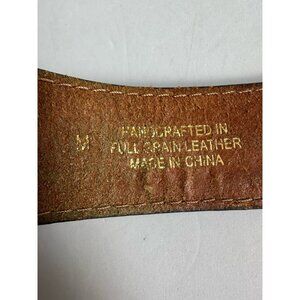 M
HANDCRAFTED IN
FULL GRAIN LEATHER
MADE IN CHINA